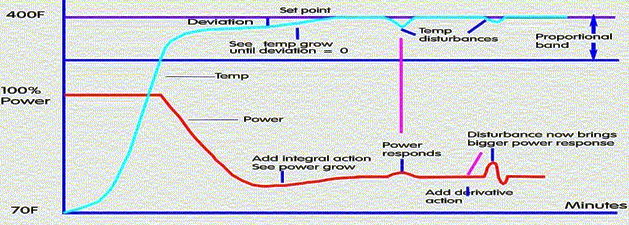 400F
Set point
Deviation
See temp grow
until deviation = 0
Temp
disturbances
Proportional
band
Temp
100%
Power
Power
Add integral action
See power grow
Power
responds
Disturbance now brings
bigger power response
Add derivative
action
70F
Minutes